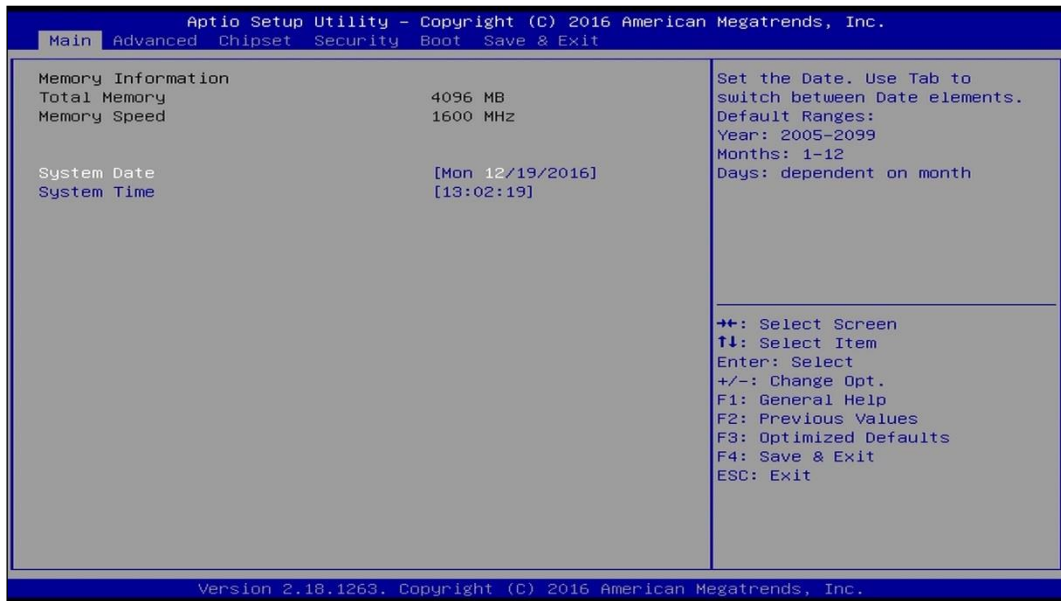 Aptio Setup Utility – Copyright (C) 2016 American Megatrends, Inc.
Main Advanced Chipset Security Boot Save & Exit
Memory Information
Total Memory 4096 MB
Memory Speed 1600 MHz
System Date [Mon 12/19/2016]
System Time [13:02:19]
Set the Date. Use Tab to
switch between Date elements.
Default Ranges:
Year: 2005-2099
Months: 1-12
Days: dependent on month
→←: Select Screen
↑↓: Select Item
Enter: Select
+/-: Change Opt.
F1: General Help
F2: Previous Values
F3: Optimized Defaults
F4: Save & Exit
ESC: Exit
Version 2.18.1263. Copyright (C) 2016 American Megatrends, Inc.